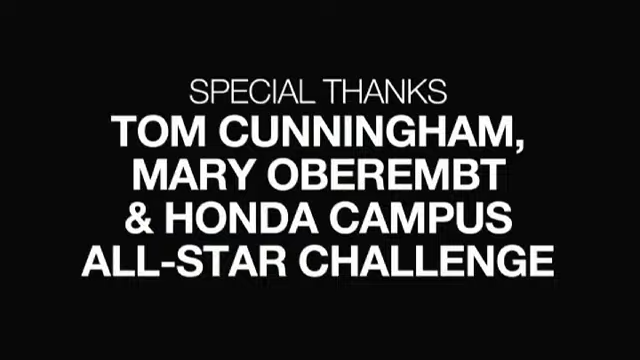 SPECIAL THANKS
TOM CUNNINGHAM,
MARY OBEREMBT
& HONDA CAMPUS
ALL-STAR CHALLENGE